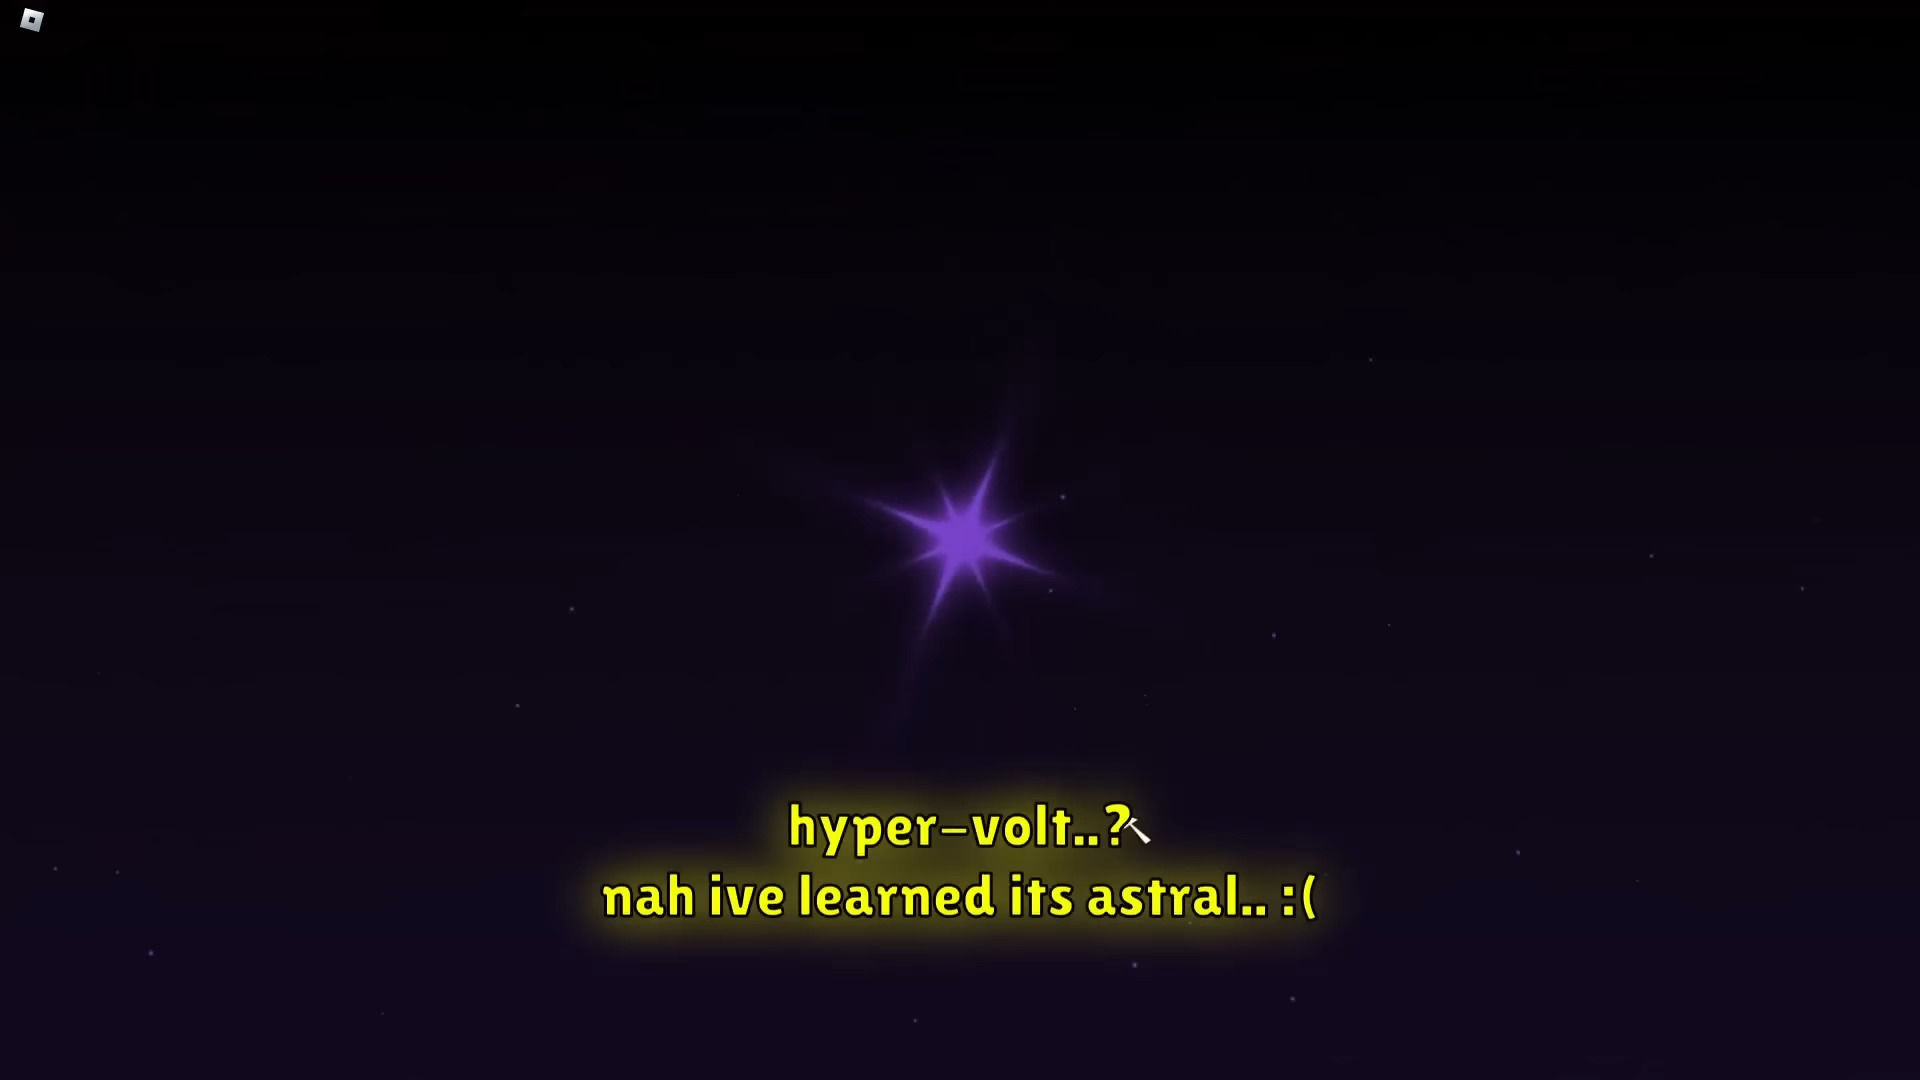 hyper-volt..?
nah ive learned its astral.. :(